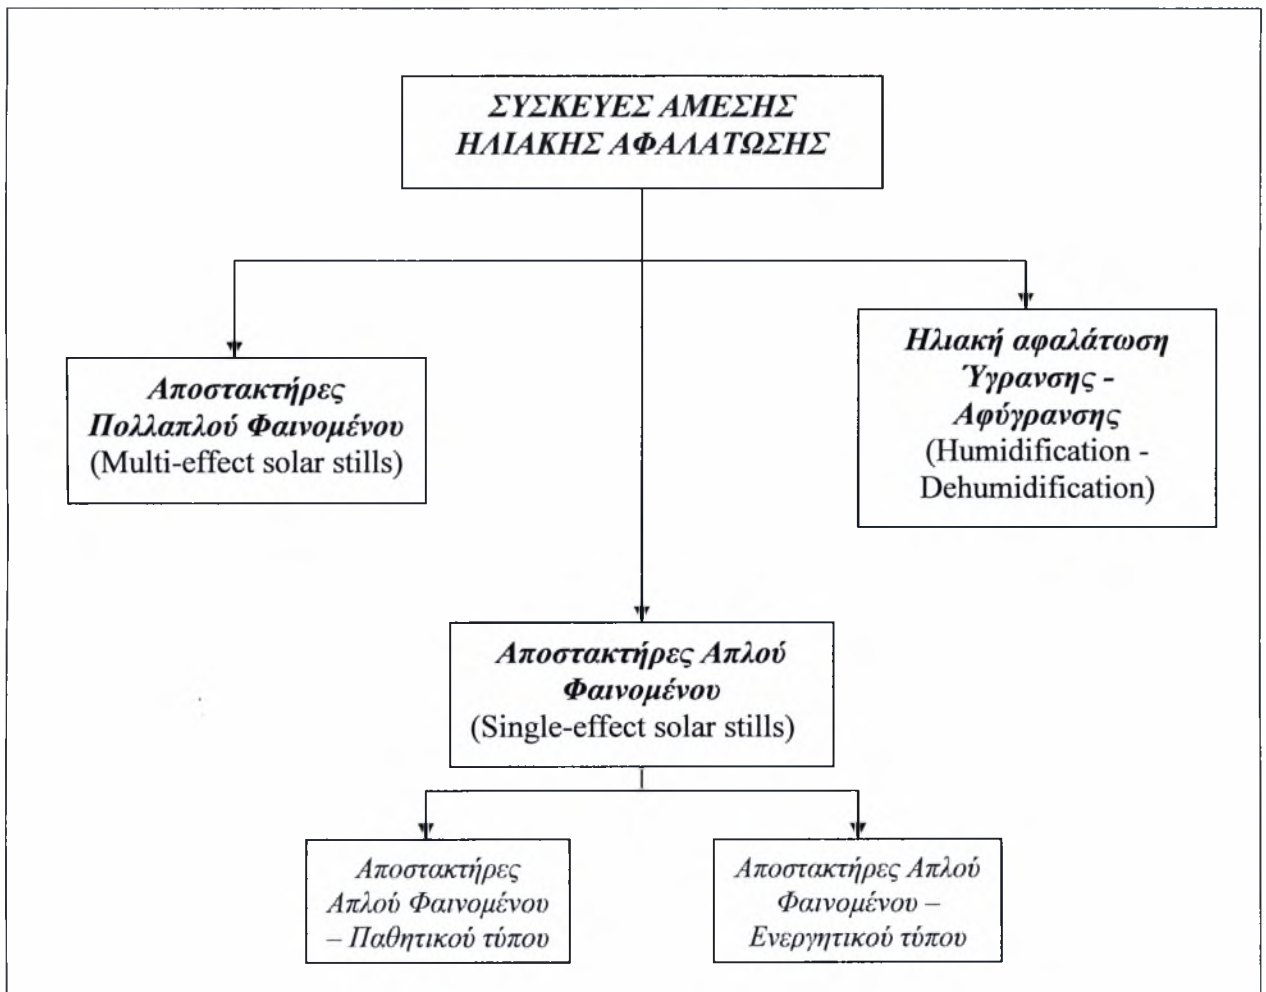 ΣΥΣΚΕΥΕΣ ΑΜΕΣΗΣ
ΗΛΙΑΚΗΣ ΑΦΑΛΑΤΩΣΗΣ
Αποστακτήρες
Πολλαπλού Φαινομένου
(Multi-effect solar stills)
Ηλιακή αφαλάτωση
Ύγρανσης -
Αφύγρανσης
(Humidification -
Dehumidification)
Αποστακτήρες Απλού
Φαινομένου
(Single-effect solar stills)
Αποστακτήρες
Απλού Φαινομένου
– Παθητικού τύπου
Αποστακτήρες Απλού
Φαινομένου –
Ενεργητικού τύπου